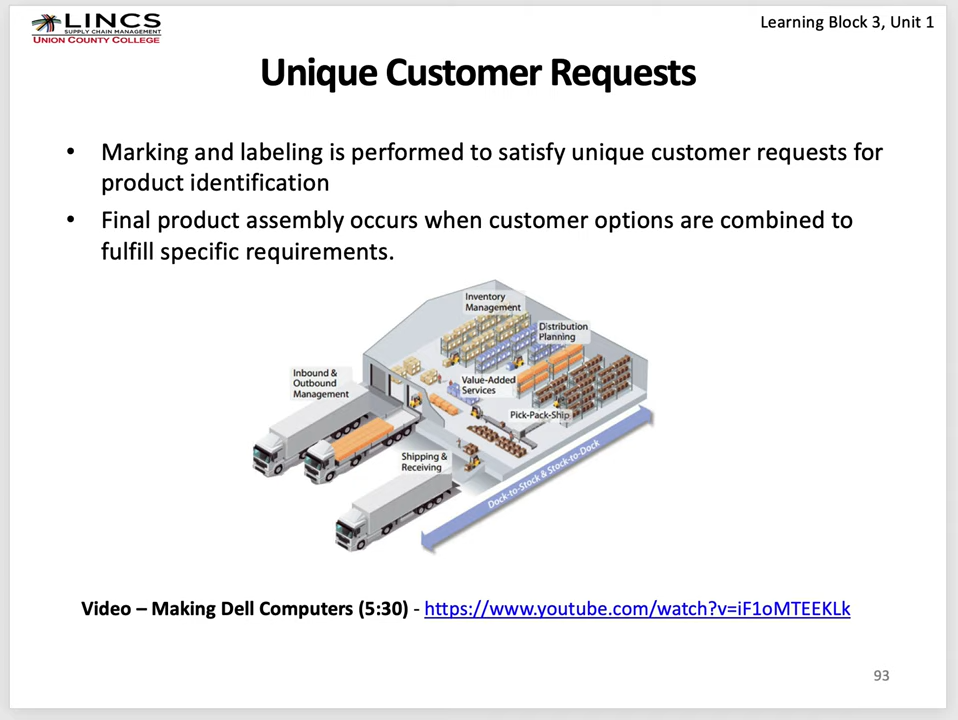 LINCS
SUPPLY CHAIN MANAGEMENT
UNION COUNTY COLLEGE
Learning Block 3, Unit 1
Unique Customer Requests
• Marking and labeling is performed to satisfy unique customer requests for
product identification
• Final product assembly occurs when customer options are combined to
fulfill specific requirements.
Inventory
Management
Distribution
Planning
Inbound &
Outbound
Management
Value-Added
Services
Pick-Pack-Ship
Shipping &
Receiving
Dock-to-Stock & Stock-to-Dock
Video – Making Dell Computers (5:30) - https://www.youtube.com/watch?v=iF1oMTEEKLk
93